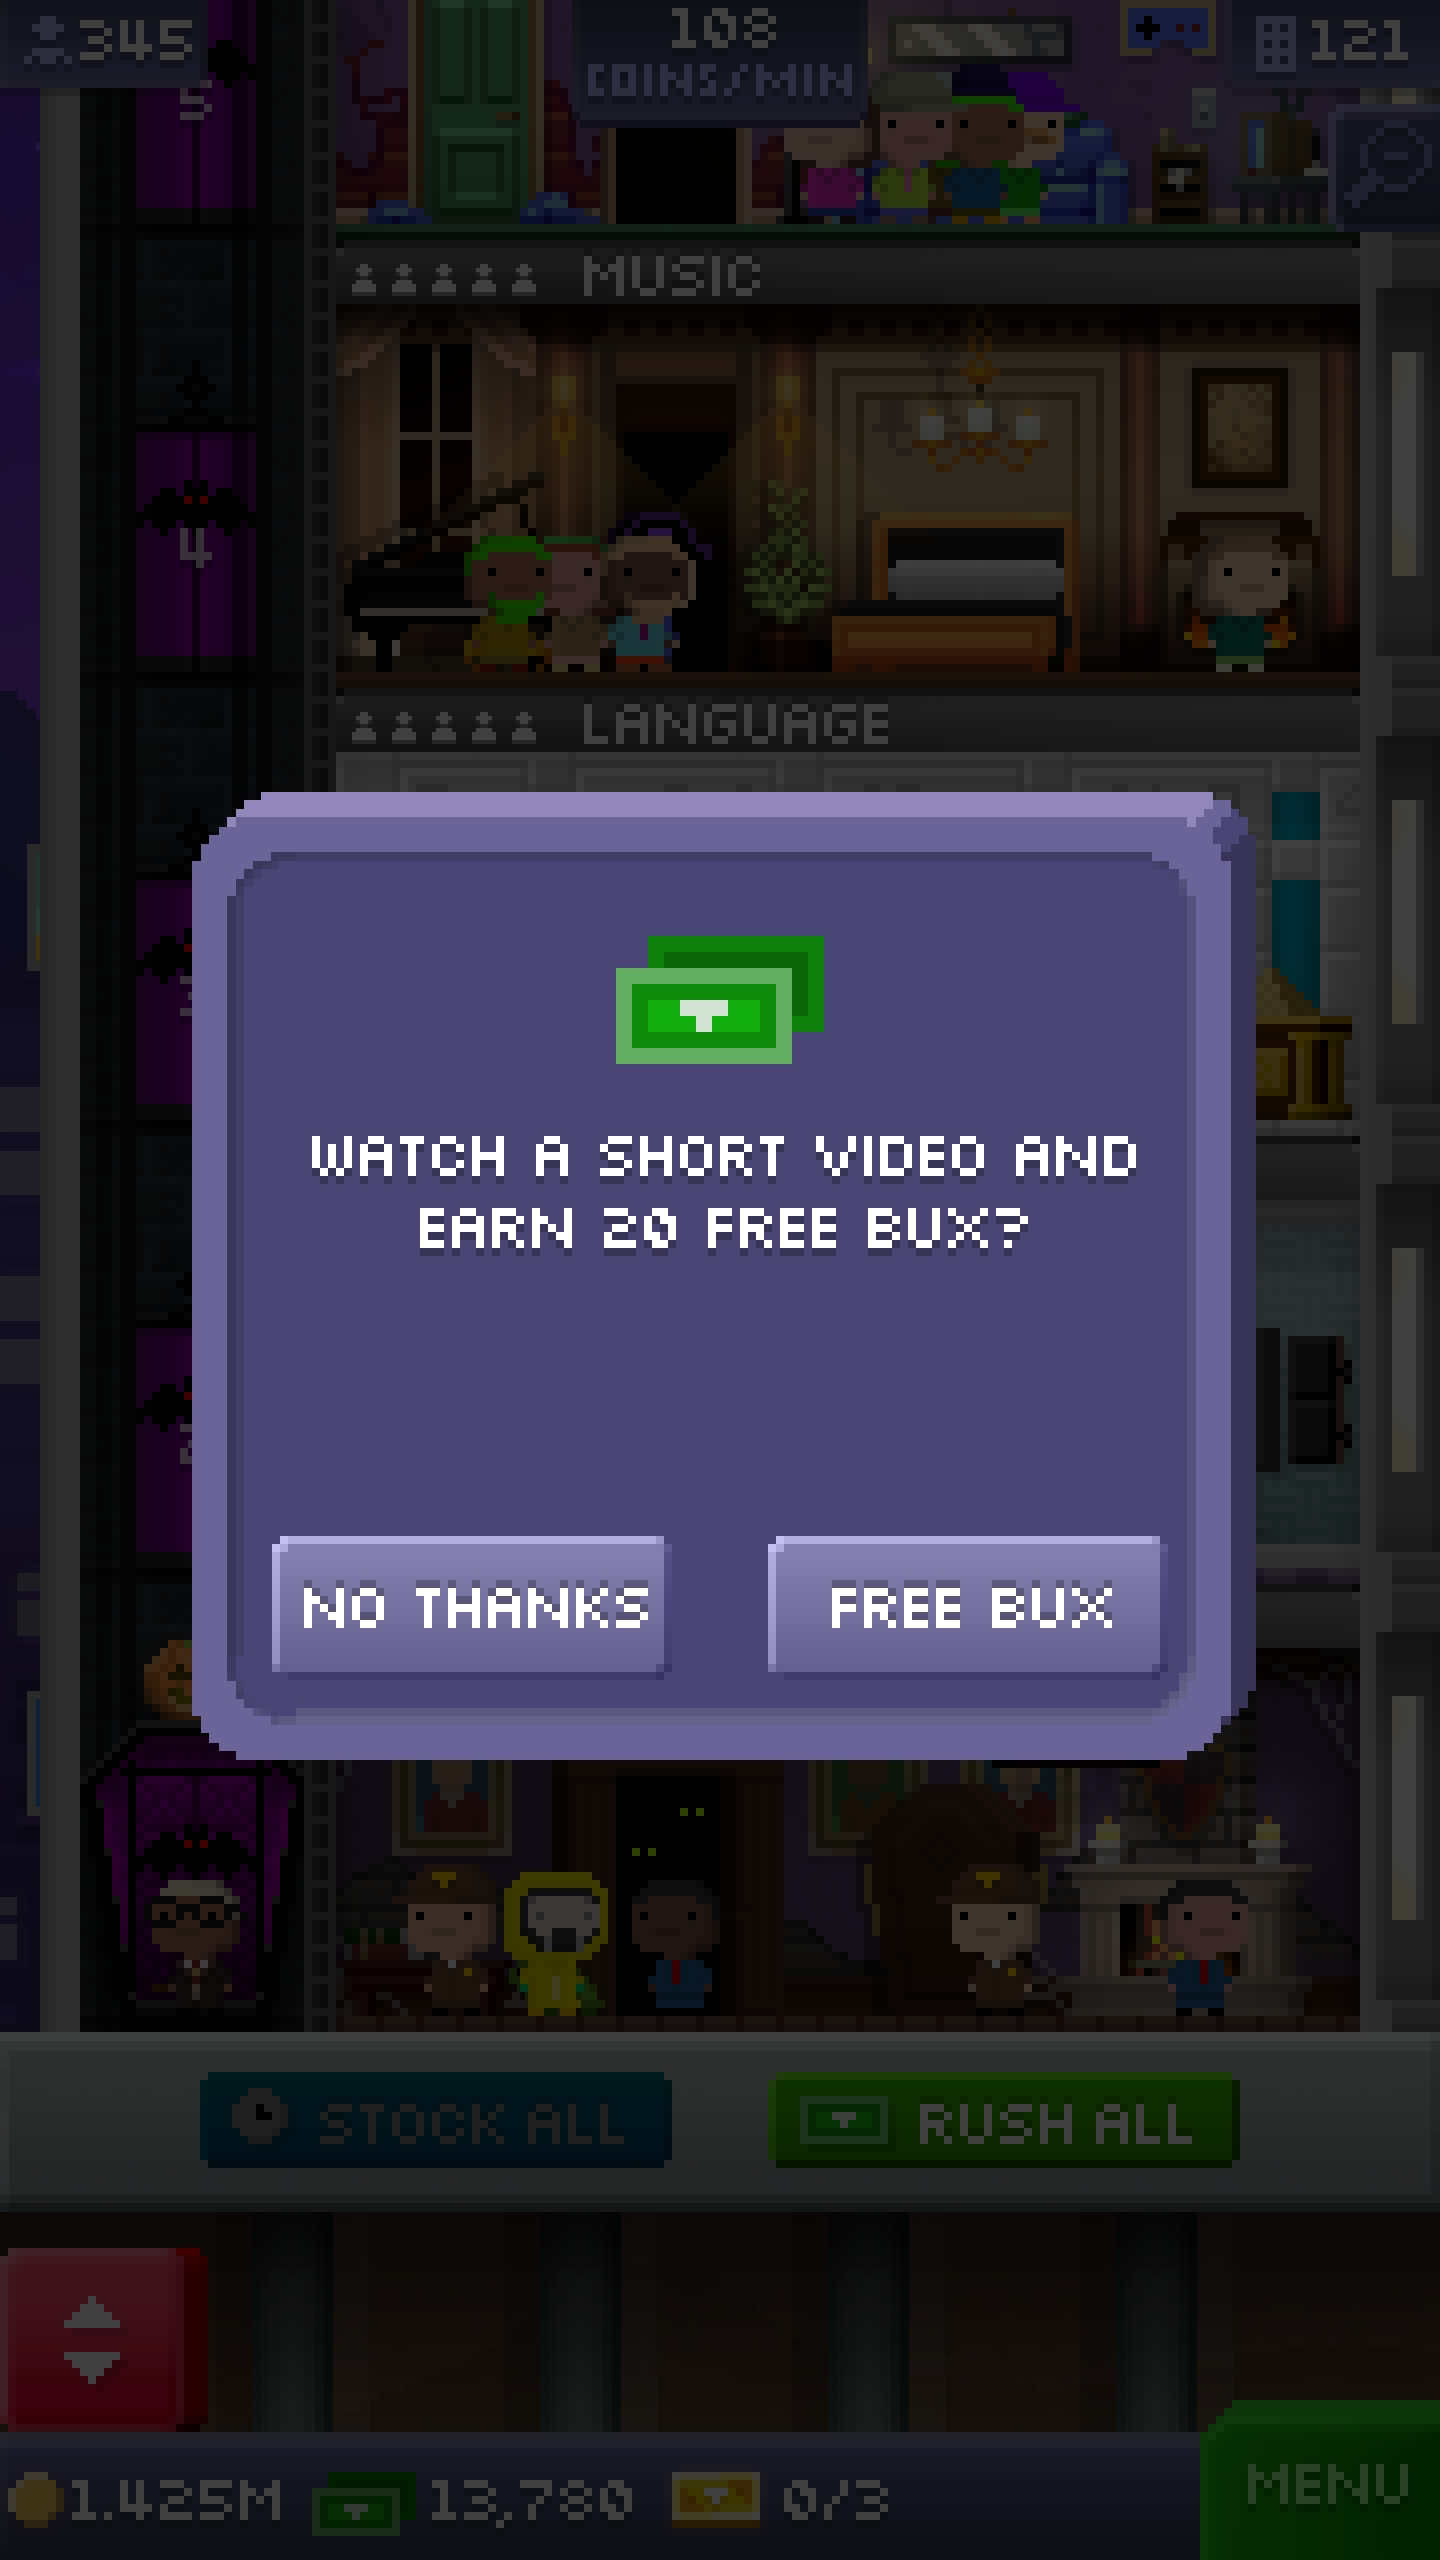 345
108
COINS/MIN
121
5
MUSIC
4
LANGUAGE
WATCH A SHORT VIDEO AND
EARN 20 FREE BUX?
NO THANKS
FREE BUX
STOCK ALL
RUSH ALL
1.425M
13,780
0/3
MENU